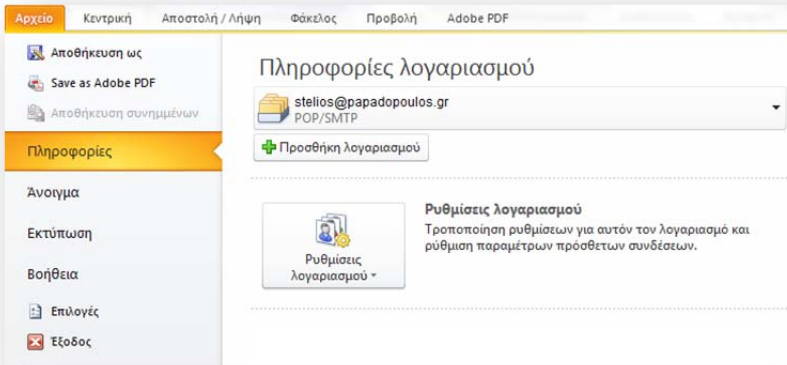 Αρχείο Κεντρική Αποστολή / Λήψη Φάκελος Προβολή Adobe PDF
Αποθήκευση ως
Save as Adobe PDF
Αποθήκευση συνημμένων
Πληροφορίες
Άνοιγμα
Εκτύπωση
Βοήθεια
Επιλογές
Έξοδος
Πληροφορίες λογαριασμού
stelios@papadopoulos.gr
POP/SMTP
Προσθήκη λογαριασμού
Ρυθμίσεις
λογαριασμού
Ρυθμίσεις λογαριασμού
Τροποποίηση ρυθμίσεων για αυτόν τον λογαριασμό και
ρύθμιση παραμέτρων πρόσθετων συνδέσεων.